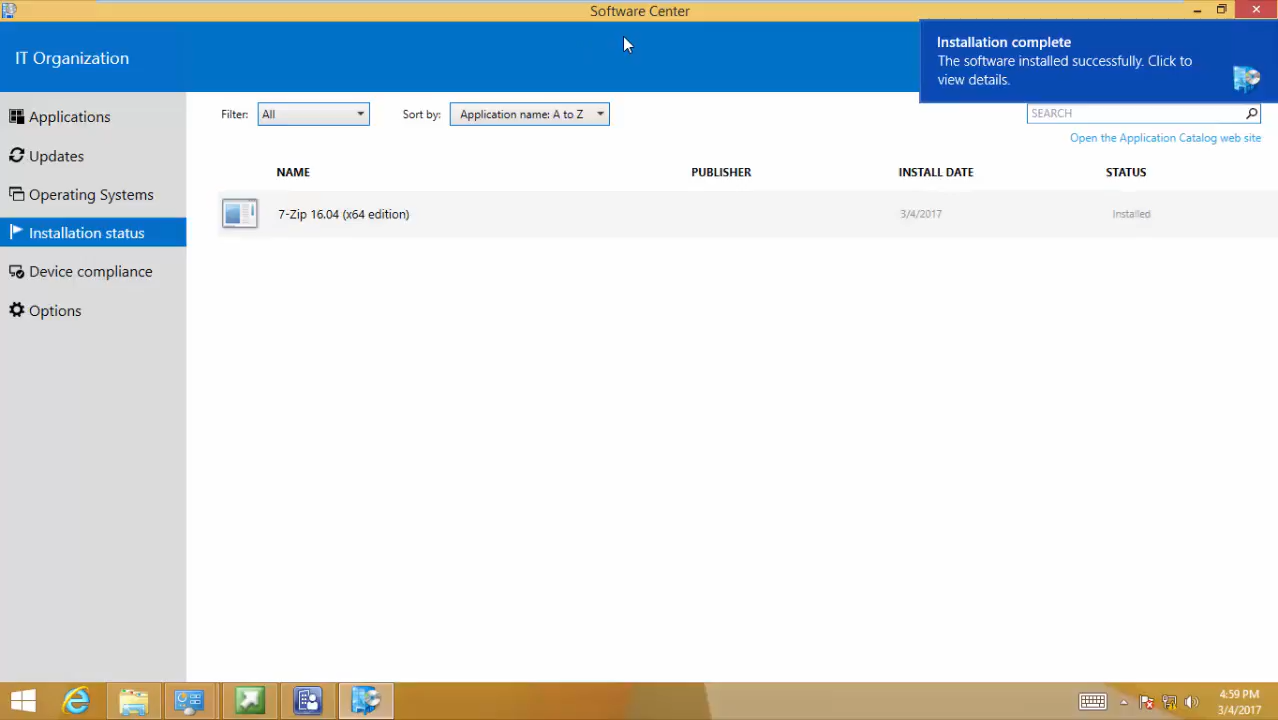 Software Center
IT Organization
Installation complete
The software installed successfully. Click to
view details.
Applications
Updates
Operating Systems
Installation status
Device compliance
Options
Filter: All Sort by: Application name: A to Z
SEARCH
Open the Application Catalog web site
NAME PUBLISHER INSTALL DATE STATUS
7-Zip 16.04 (x64 edition) 3/4/2017 Installed
4:59 PM
3/4/2017